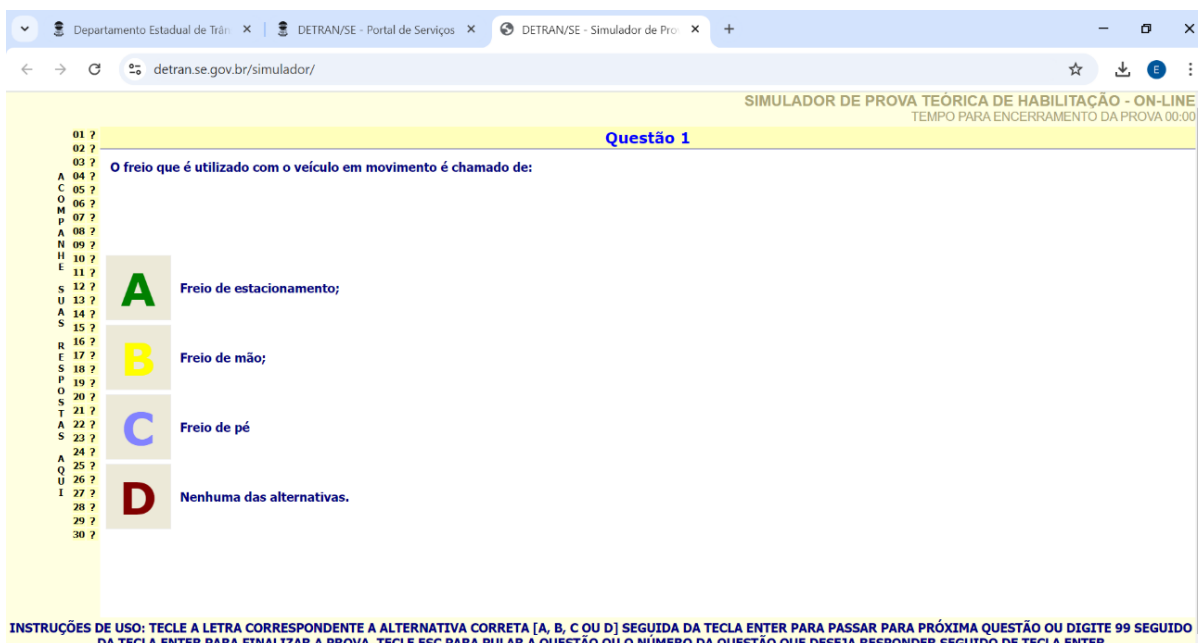 Departamento Estadual de Trân
DETRAN/SE - Portal de Serviços
DETRAN/SE - Simulador de Pro
detran.se.gov.br/simulador/
E
SIMULADOR DE PROVA TEÓRICA DE HABILITAÇÃO - ON-LINE
TEMPO PARA ENCERRAMENTO DA PROVA 00:00
ACOMPANHE SUAS RESPOSTAS AQUI
01 ?
02 ?
03 ?
04 ?
05 ?
06 ?
07 ?
08 ?
09 ?
10 ?
11 ?
12 ?
13 ?
14 ?
15 ?
16 ?
17 ?
18 ?
19 ?
20 ?
21 ?
22 ?
23 ?
24 ?
25 ?
26 ?
27 ?
28 ?
29 ?
30 ?
Questão 1
O freio que é utilizado com o veículo em movimento é chamado de:
A Freio de estacionamento;
B Freio de mão;
C Freio de pé
D Nenhuma das alternativas.
INSTRUÇÕES DE USO: TECLE A LETRA CORRESPONDENTE A ALTERNATIVA CORRETA [A, B, C OU D] SEGUIDA DA TECLA ENTER PARA PASSAR PARA PRÓXIMA QUESTÃO OU DIGITE 99 SEGUIDO
DA TECLA ENTER PARA FINALIZAR A PROVA. TECLE ESC PARA PULAR A QUESTÃO OU O NÚMERO DA QUESTÃO QUE DESEJA RESPONDER SEGUIDO DE TECLA ENTER